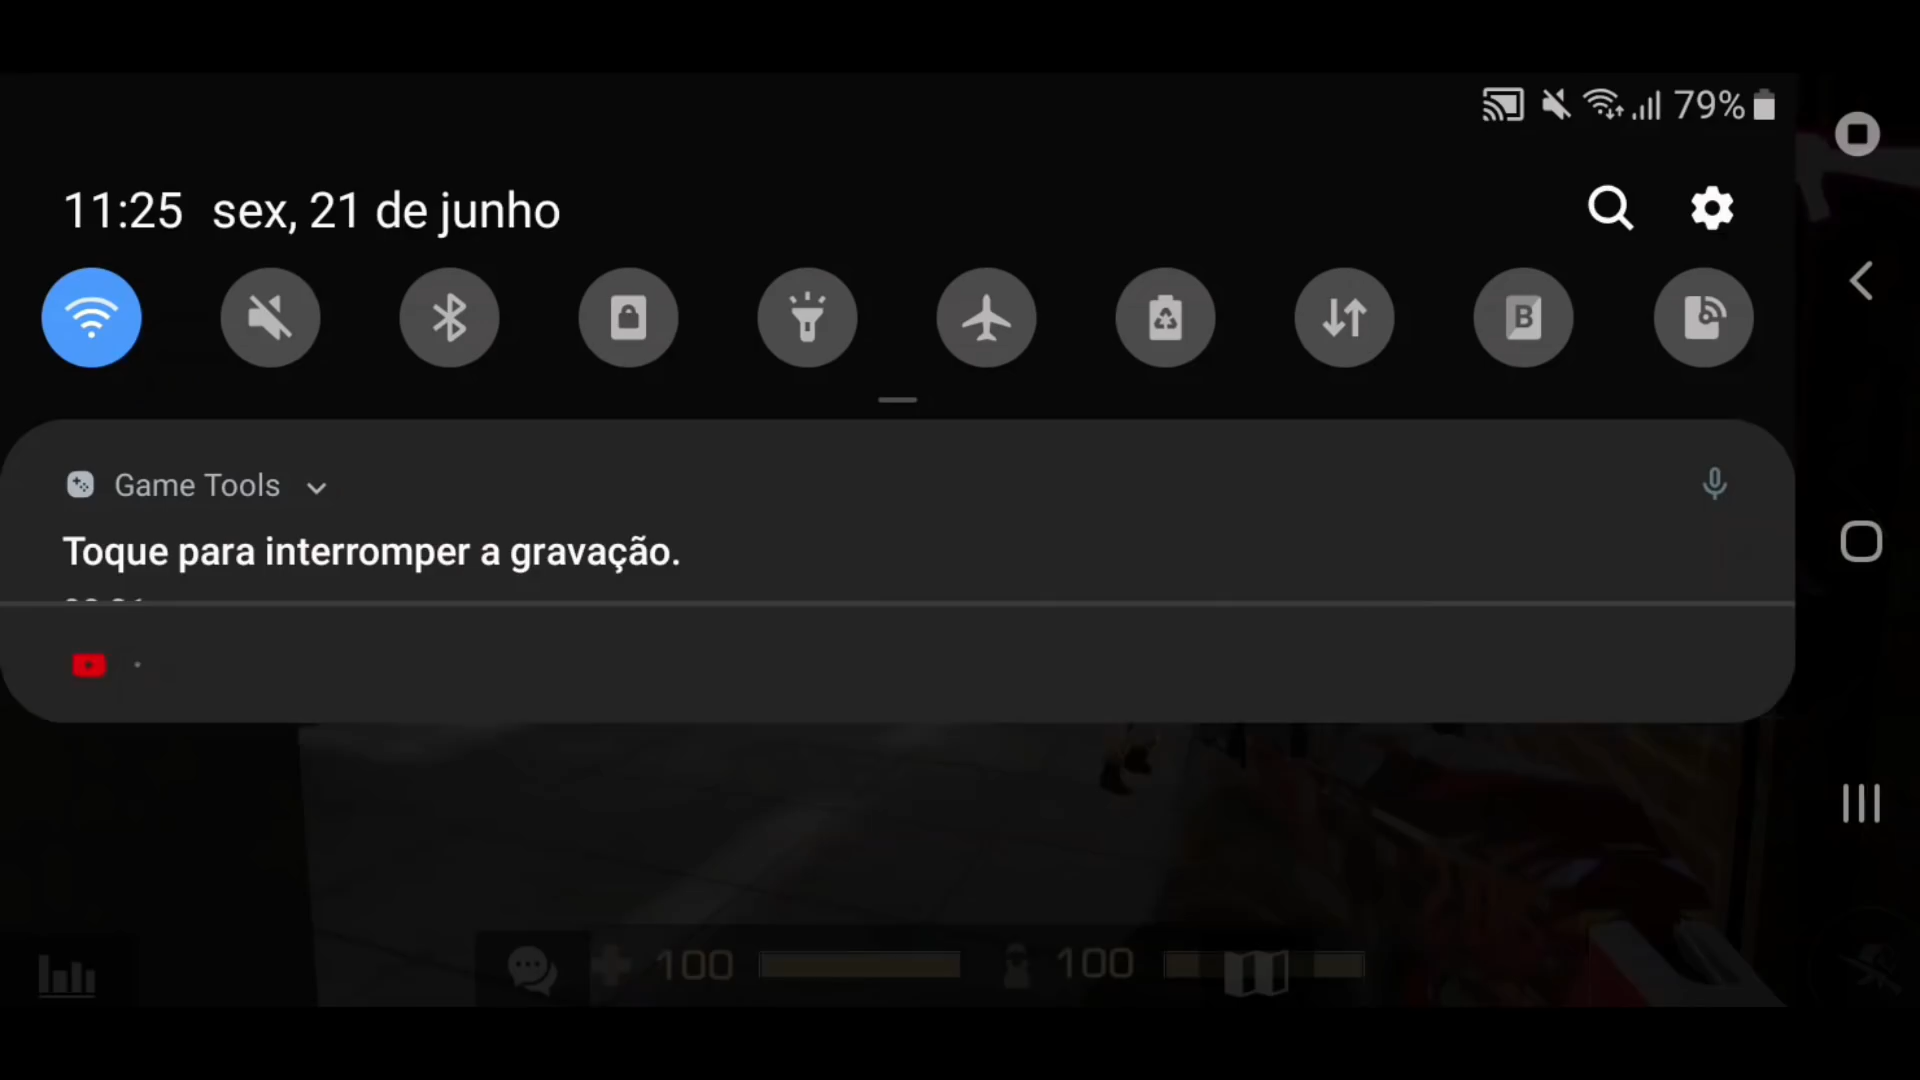 79%
11:25 sex, 21 de junho
B
Game Tools
Toque para interromper a gravação.
100 100